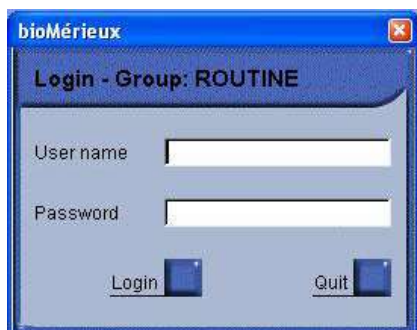 bioMérieux
Login - Group: ROUTINE
User name
Password
Login Quit